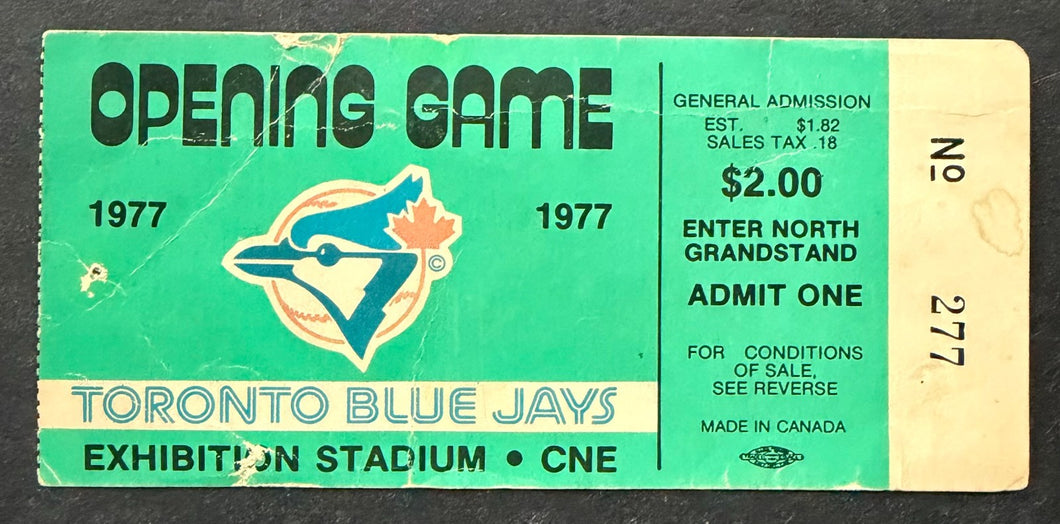 OPENING GAME
1977 1977
©
TORONTO BLUE JAYS
EXHIBITION STADIUM • CNE
GENERAL ADMISSION
EST. $1.82
SALES TAX .18
$2.00
ENTER NORTH
GRANDSTAND
ADMIT ONE
FOR CONDITIONS
OF SALE,
SEE REVERSE
MADE IN CANADA
Nº 277